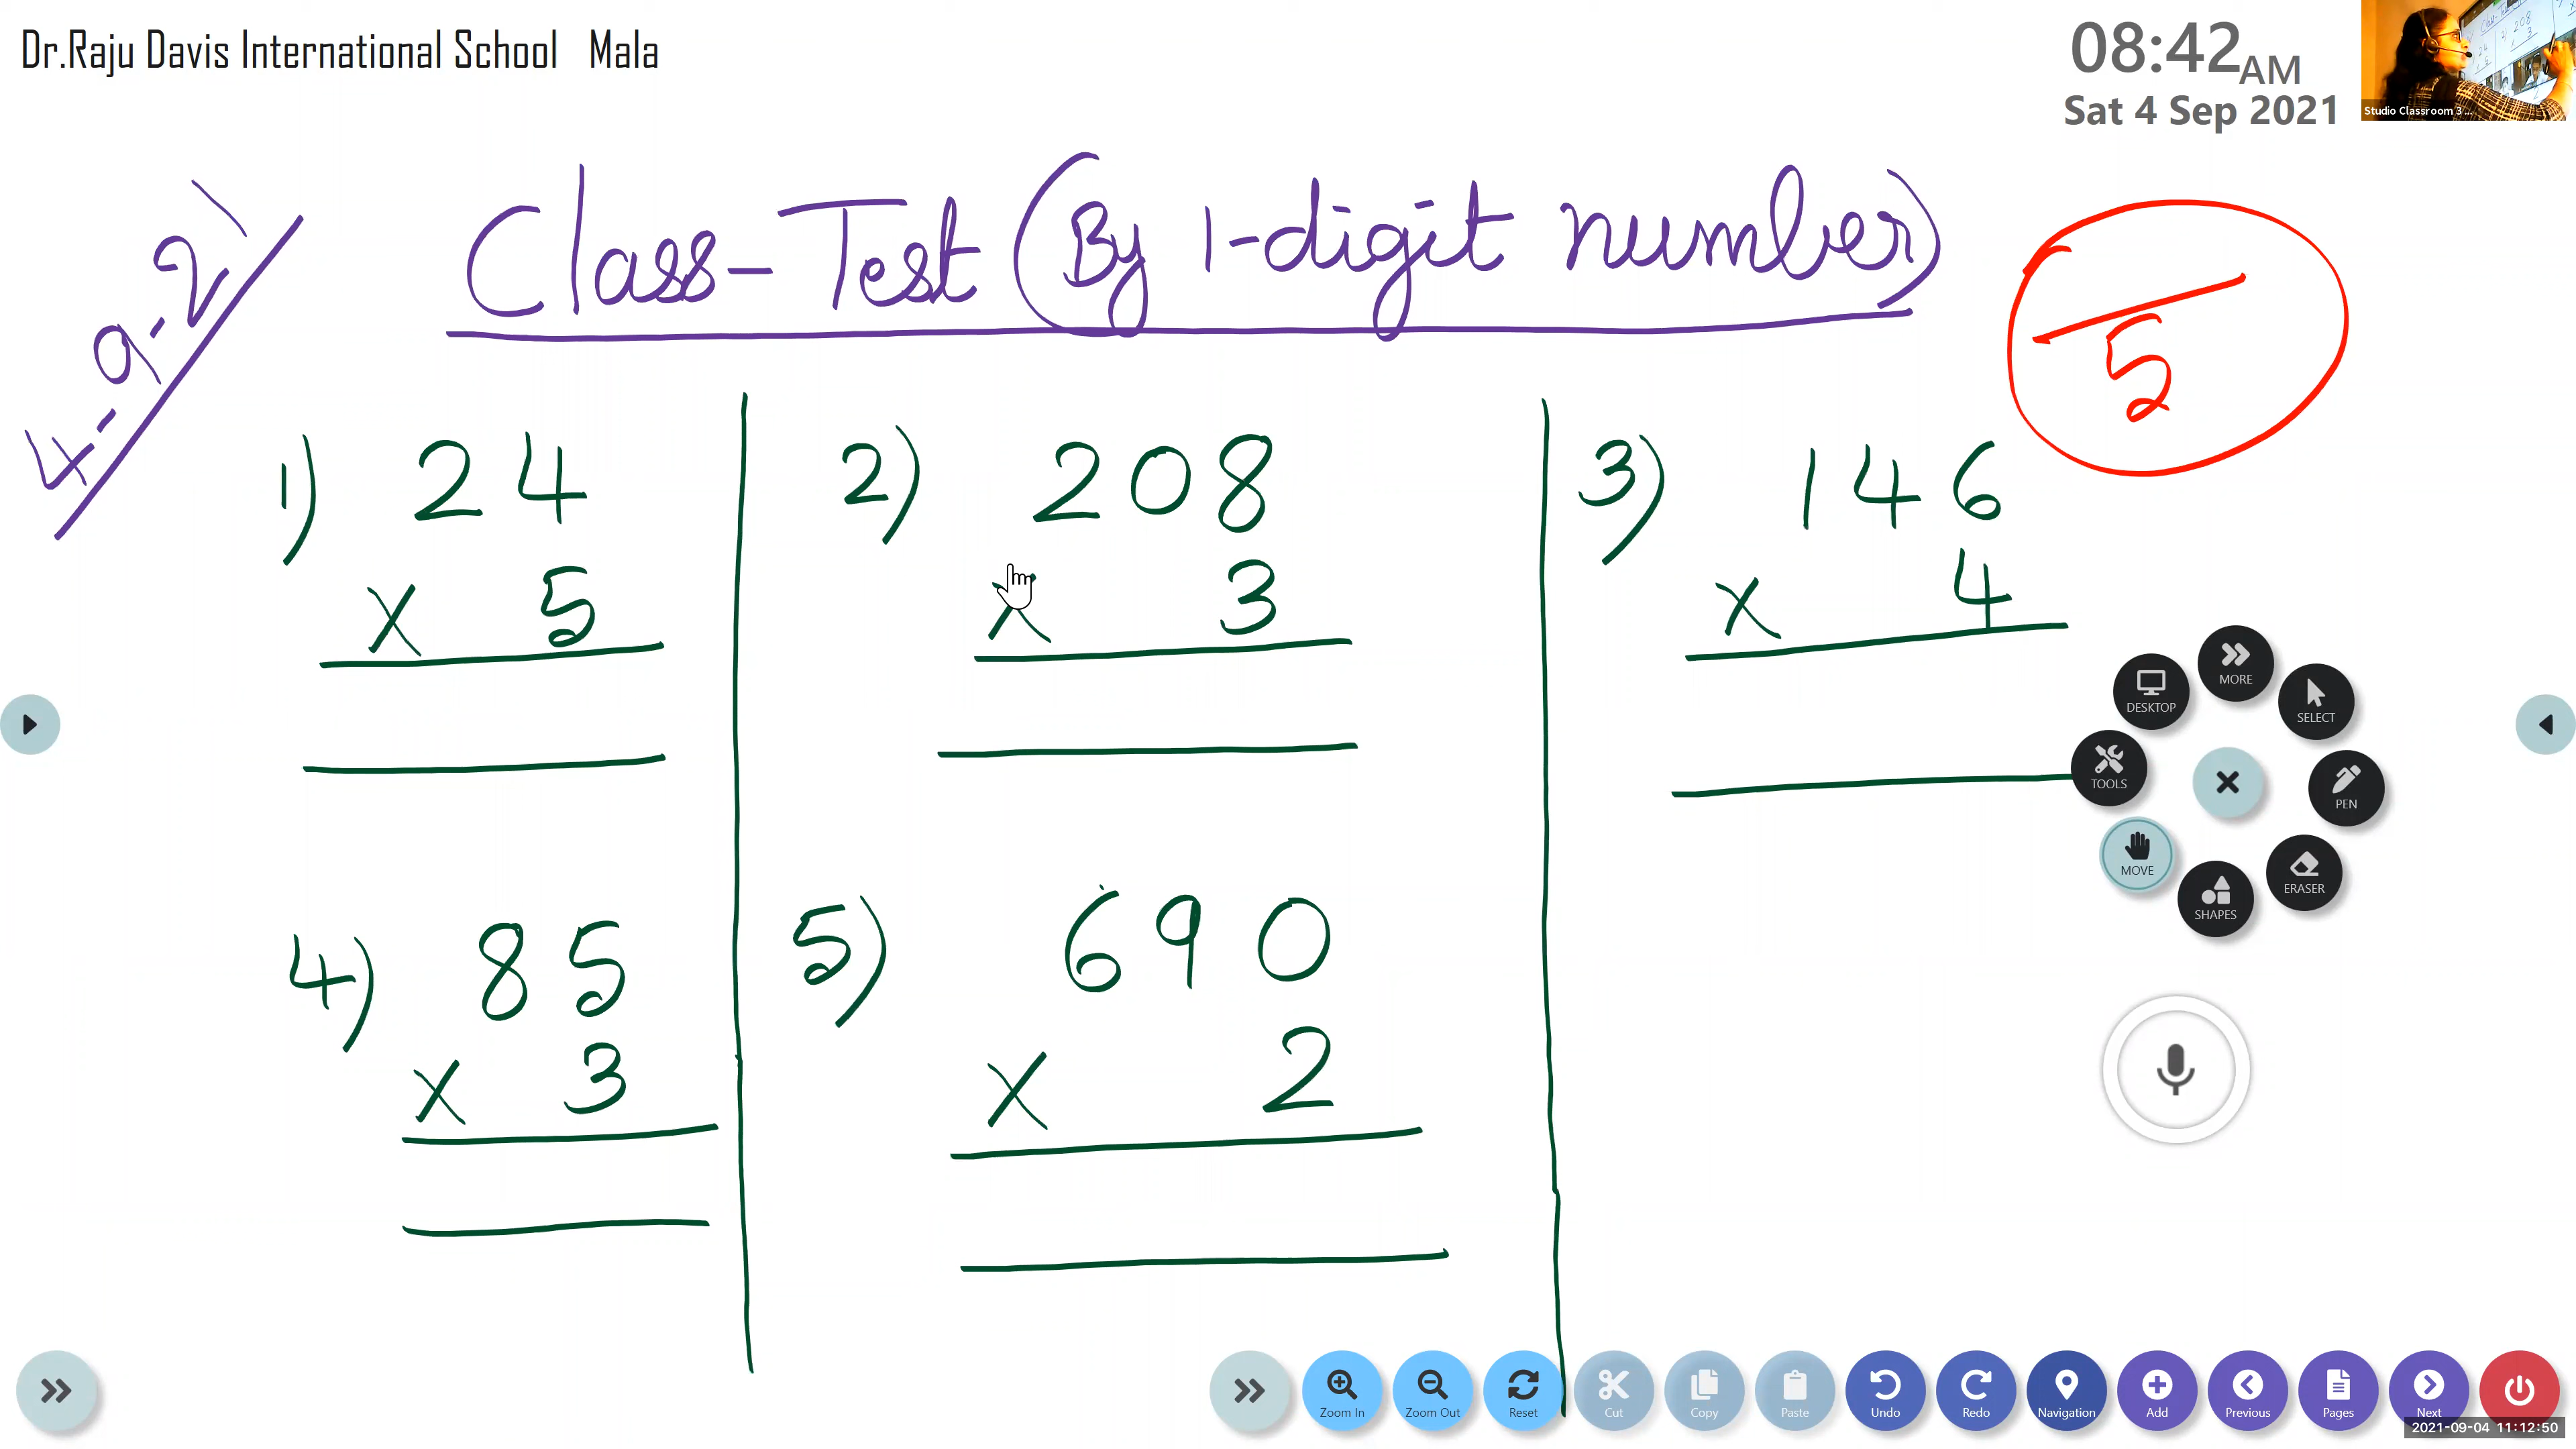 Dr.Raju Davis International School Mala
08:42 AM
Sat 4 Sep 2021
Studio Classroom 3 ...
4-9-21
Class-Test (By 1-digit number)
5
1) 24
x 5
2) 208
x 3
3) 146
x 4
4) 85
x 3
5) 690
x 2
MORE
DESKTOP
SELECT
TOOLS
PEN
MOVE
ERASER
SHAPES
Zoom In
Zoom Out
Reset
Cut
Copy
Paste
Undo
Redo
Navigation
Add
Previous
Pages
Next
2021-09-04 11:12:50